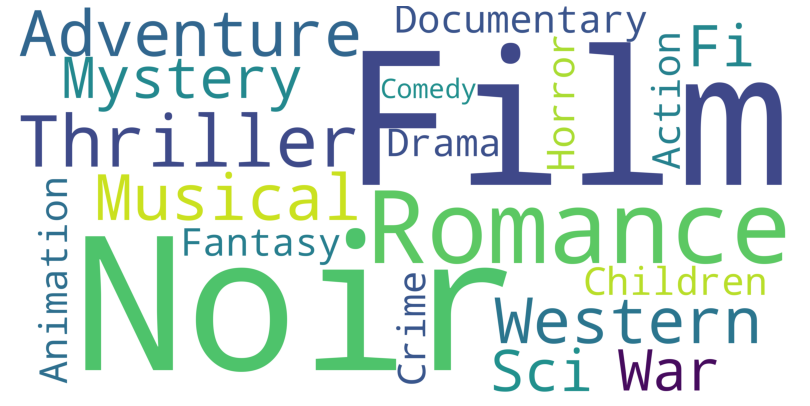 Adventure
Documentary
Mystery
Film
Comedy
Horror
Action
Fi
Thriller
Drama
Musical
Romance
Animation
Noir
Fantasy
Crime
Children
Western
Sci
War